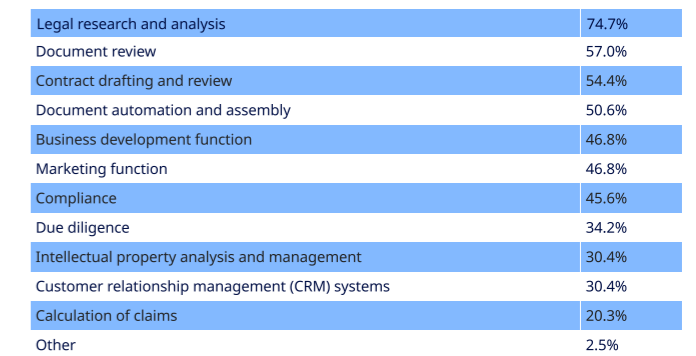 Legal research and analysis 74.7%
Document review 57.0%
Contract drafting and review 54.4%
Document automation and assembly 50.6%
Business development function 46.8%
Marketing function 46.8%
Compliance 45.6%
Due diligence 34.2%
Intellectual property analysis and management 30.4%
Customer relationship management (CRM) systems 30.4%
Calculation of claims 20.3%
Other 2.5%